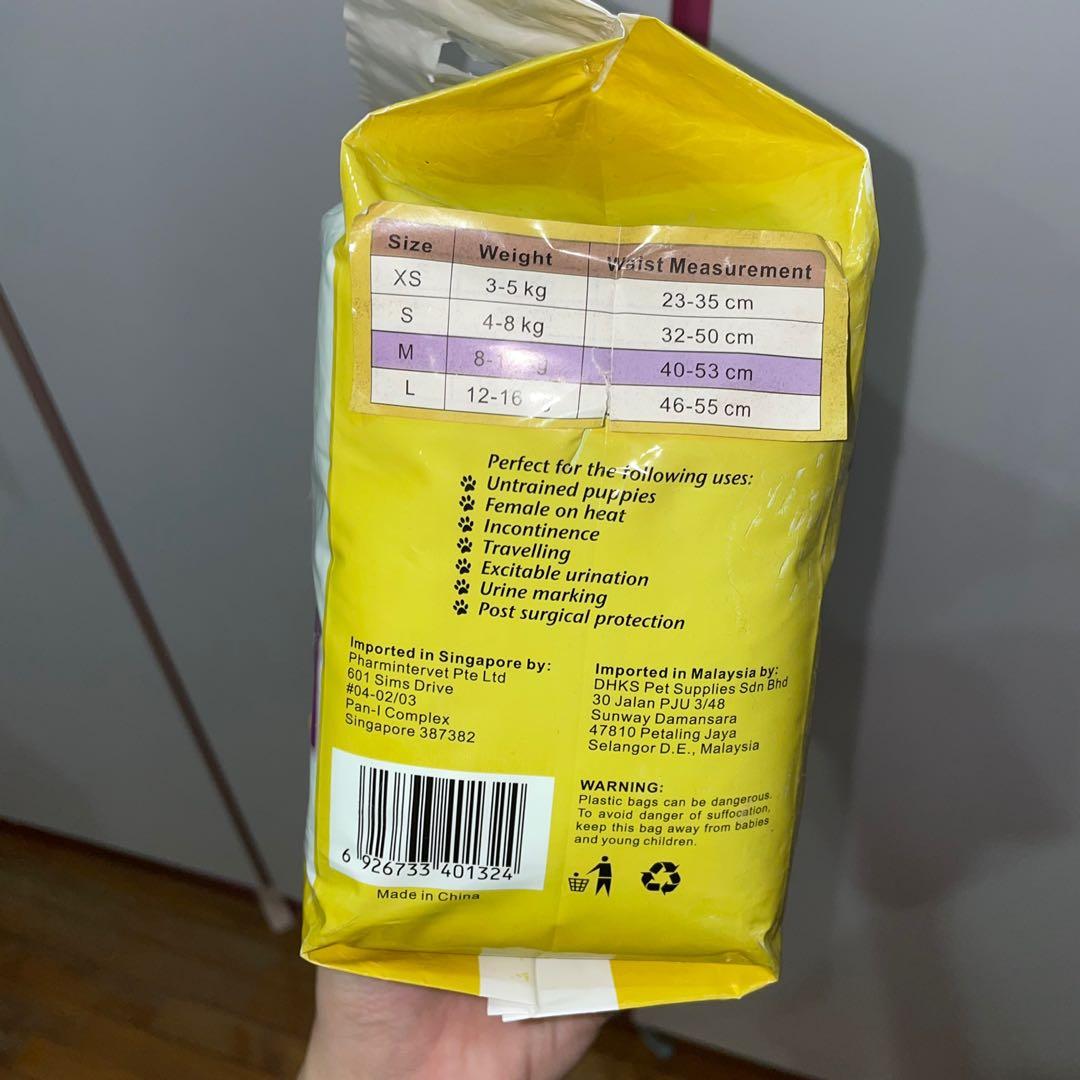 Size Weight Waist Measurement
XS 3-5 kg 23-35 cm
S 4-8 kg 32-50 cm
M 40-53 cm
L 12-16 46-55 cm
Perfect for the following uses:
Untrained puppies
Female on heat
Incontinence
Travelling
Excitable urination
Urine marking
Post surgical protection
Imported in Singapore by:
Pharmintervet Pte Ltd
601 Sims Drive
#04-02/03
Pan-I Complex
Singapore 387382
Imported in Malaysia by:
DHKS Pet Supplies Sdn Bhd
30 Jalan PJU 3/48
Sunway Damansara
47810 Petaling Jaya
Selangor D.E., Malaysia
WARNING:
Plastic bags can be dangerous.
To avoid danger of suffocation,
keep this bag away from babies
and young children.
6 926733 401324
Made in China